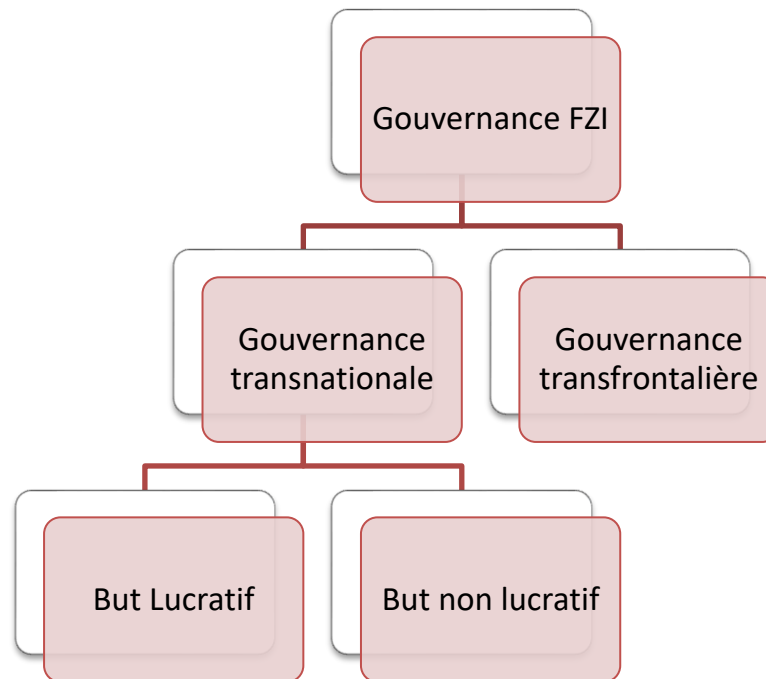 Gouvernance FZI
Gouvernance
transnationale
Gouvernance
transfrontalière
But Lucratif
But non lucratif